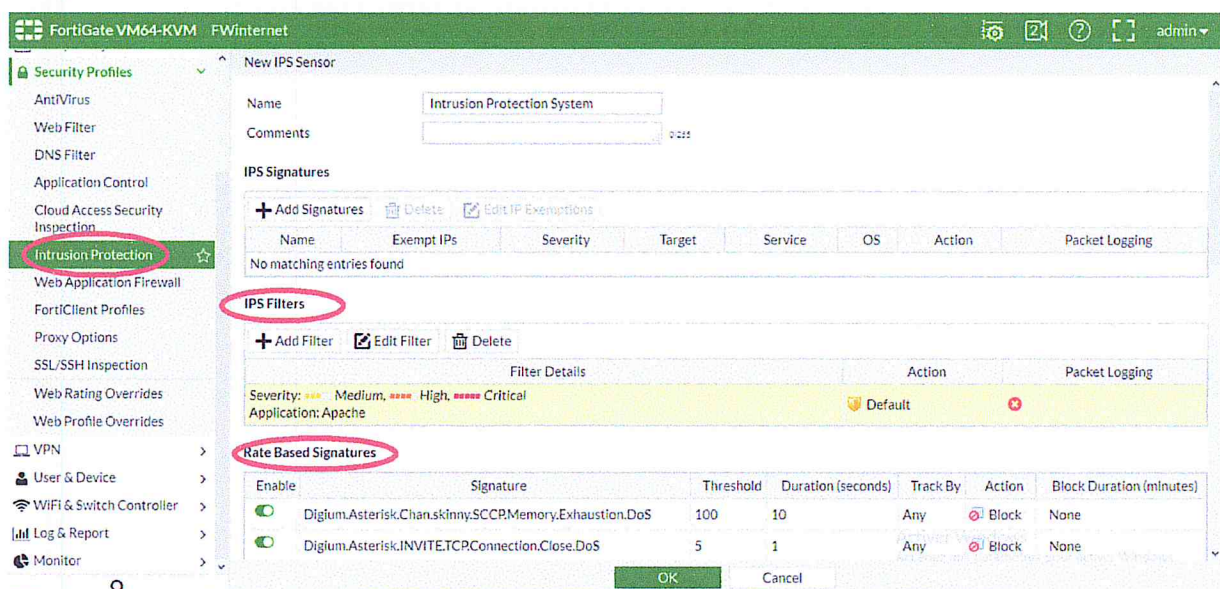 FortiGate VM64-KVM FWinternet 2 admin
Security Profiles
AntiVirus
Web Filter
DNS Filter
Application Control
Cloud Access Security
Inspection
Intrusion Protection
Web Application Firewall
FortiClient Profiles
Proxy Options
SSL/SSH Inspection
Web Rating Overrides
Web Profile Overrides
VPN
User & Device
WiFi & Switch Controller
Log & Report
Monitor
New IPS Sensor
Name Intrusion Protection System
Comments 0/255
IPS Signatures
Add Signatures Delete Edit IP Exemptions
Name Exempt IPs Severity Target Service OS Action Packet Logging
No matching entries found
IPS Filters
Add Filter Edit Filter Delete
Filter Details Action Packet Logging
Severity: Medium, High, Critical
Application: Apache
Default
Rate Based Signatures
Enable Signature Threshold Duration (seconds) Track By Action Block Duration (minutes)
Digium.Asterisk.Chan.skinny.SCCP.Memory.Exhaustion.DoS 100 10 Any Block None
Digium.Asterisk.INVITE.TCP.Connection.Close.DoS 5 1 Any Block None
Activer Windows
OK Cancel